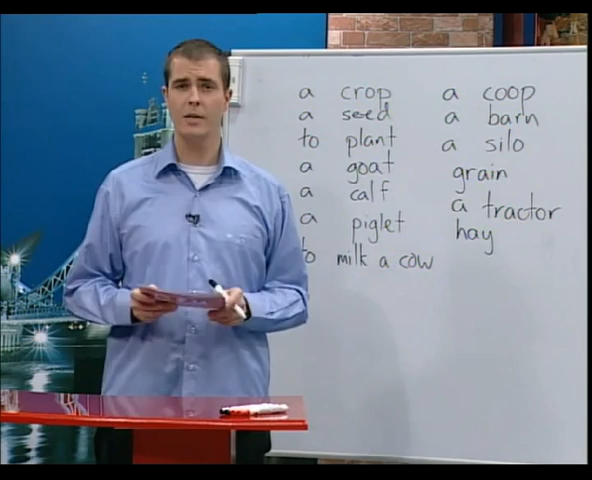 a crop
a seed
to plant
a goat
a calf
a piglet
to milk a cow
a coop
a barn
a silo
grain
a tractor
hay